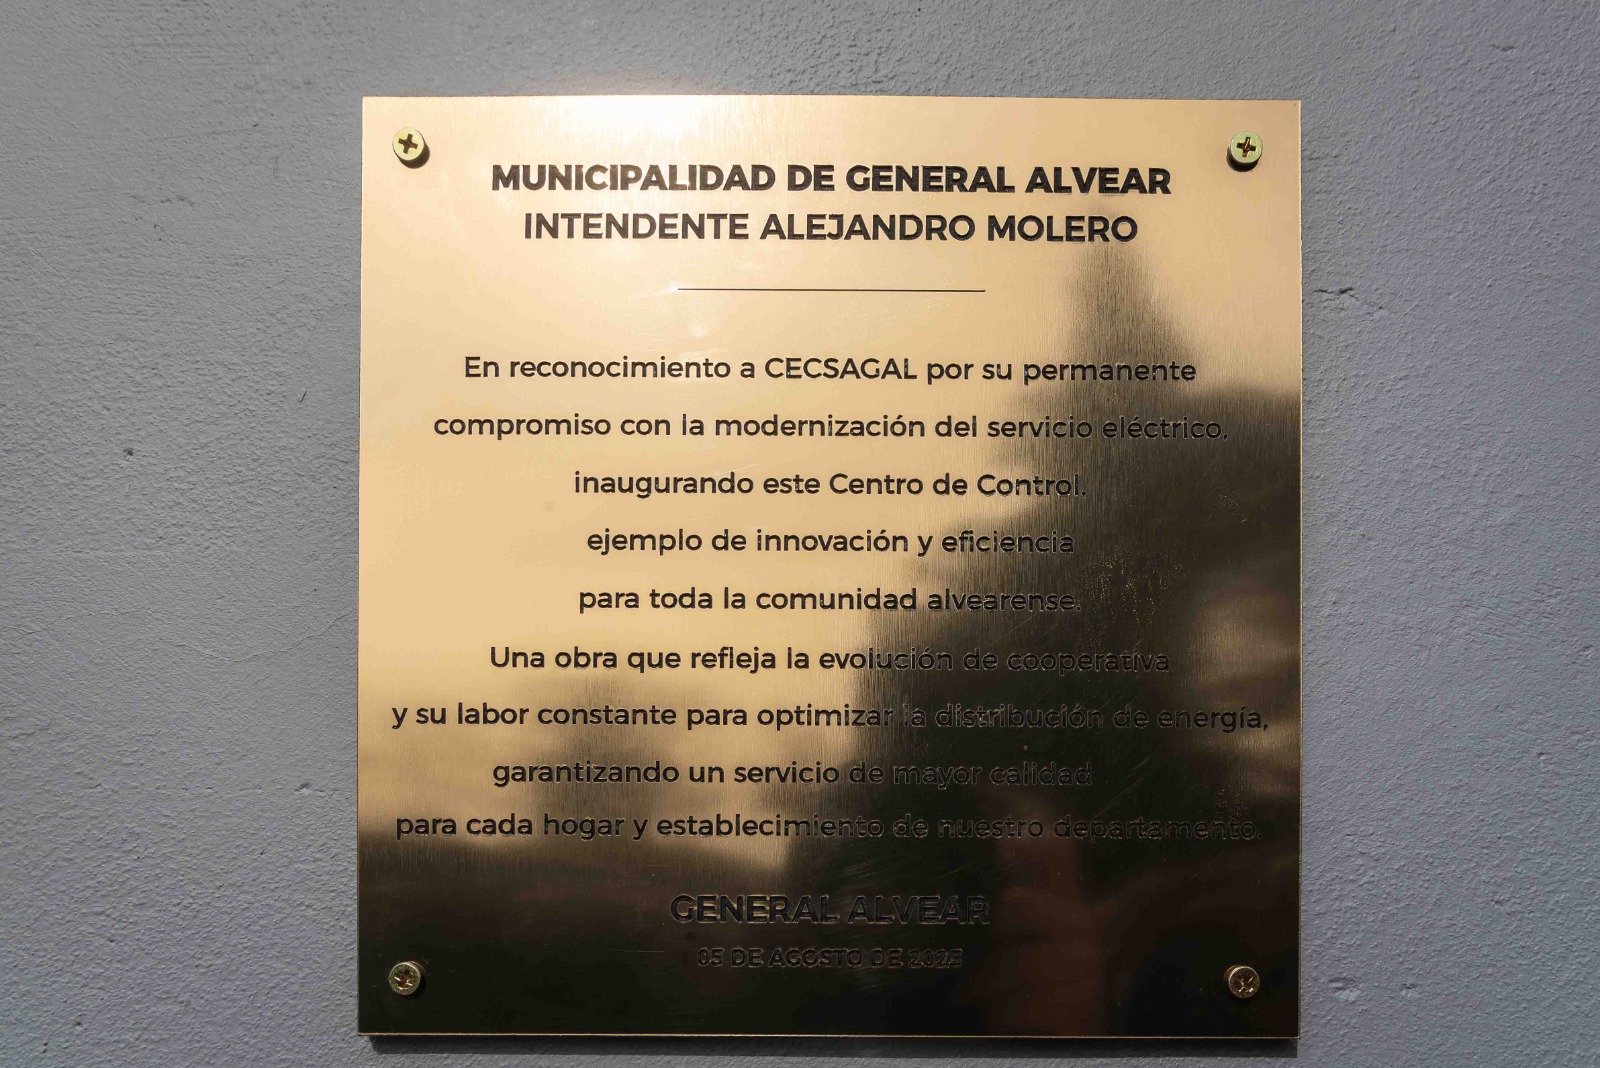 MUNICIPALIDAD DE GENERAL ALVEAR
INTENDENTE ALEJANDRO MOLERO
En reconocimiento a CECSAGAL por su permanente
compromiso con la modernización del servicio eléctrico,
inaugurando este Centro de Control.
ejemplo de innovación y eficiencia
para toda la comunidad alvearense.
Una obra que refleja la evolución de cooperativa
y su labor constante para optimizar la distribución de energía,
garantizando un servicio de mayor calidad
para cada hogar y establecimiento de nuestro departamento.
GENERAL ALVEAR
05 DE AGOSTO DE 2025